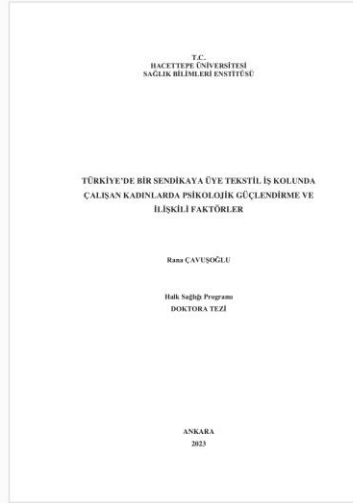 T.C.
HACETTEPE ÜNİVERSİTESİ
SAĞLIK BİLİMLERİ ENSTİTÜSÜ
TÜRKİYE'DE BİR SENDİKAYA ÜYE TEKSTİL İŞ KOLUNDA
ÇALIŞAN KADINLARDA PSİKOLOJİK GÜÇLENDİRME VE
İLİŞKİLİ FAKTÖRLER
Rana ÇAVUŞOĞLU
Halk Sağlığı Programı
DOKTORA TEZİ
ANKARA
2023